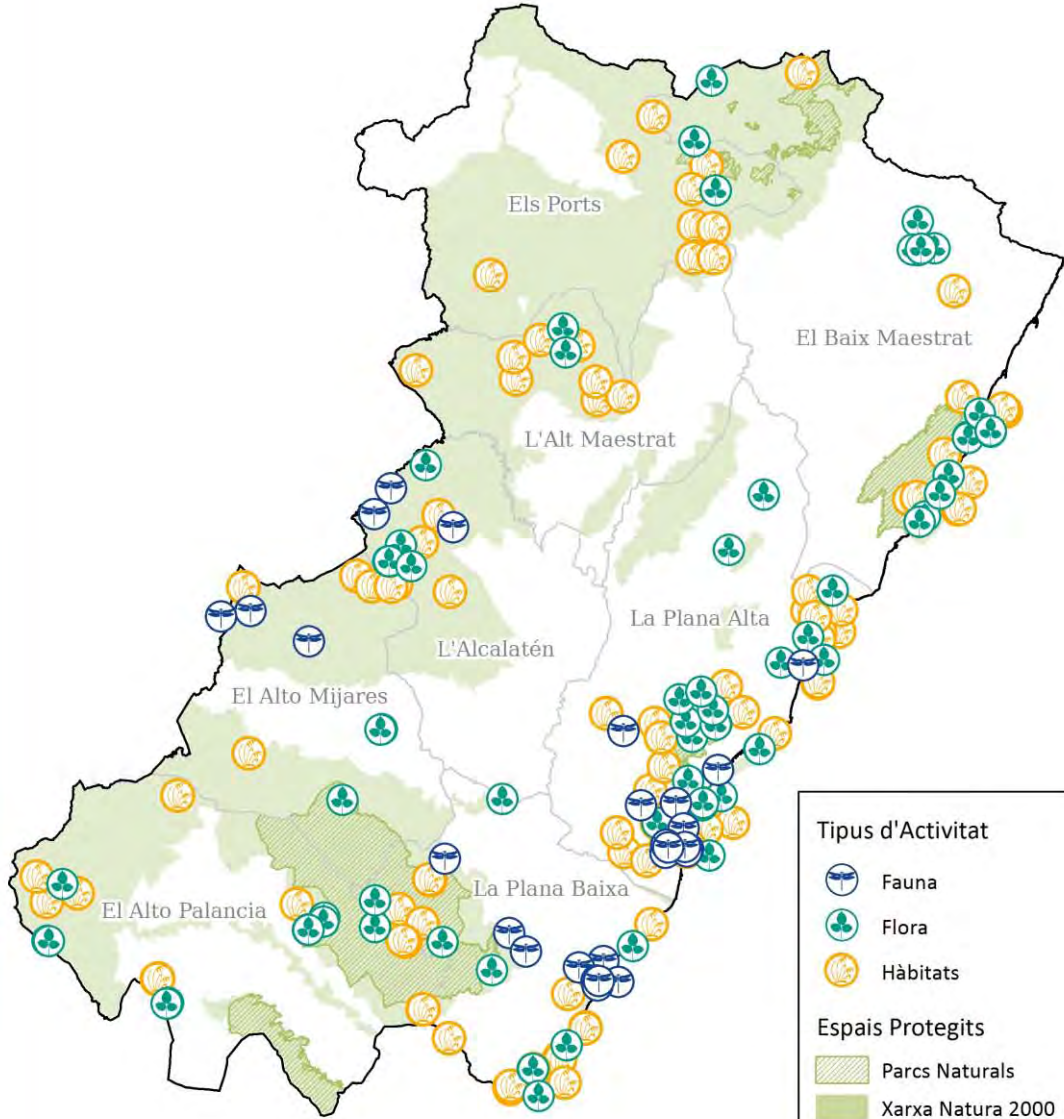 Els Ports
El Baix Maestrat
L'Alt Maestrat
La Plana Alta
L'Alcalatén
El Alto Mijares
La Plana Baixa
El Alto Palancia
Tipus d'Activitat
Fauna
Flora
Hàbitats
Espais Protegits
Parcs Naturals
Xarxa Natura 2000